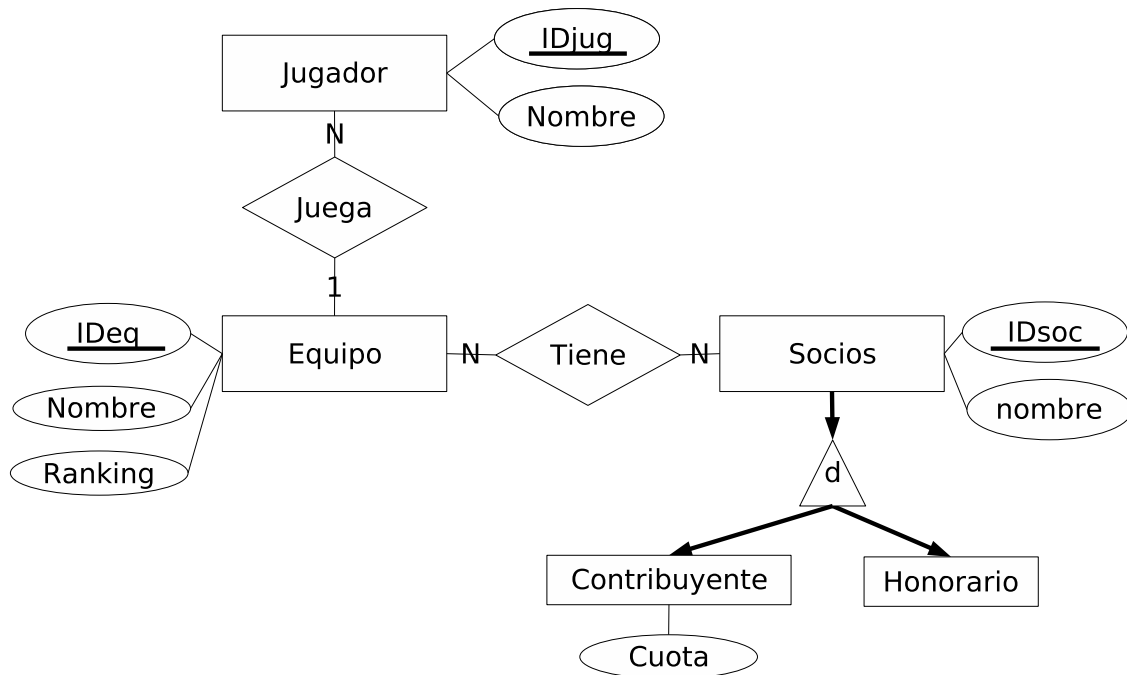 IDjug
Jugador
Nombre
N
Juega
1
IDeq
Equipo
N
Tiene
N
Socios
IDsoc
Nombre
nombre
Ranking
d
Contribuyente
Honorario
Cuota